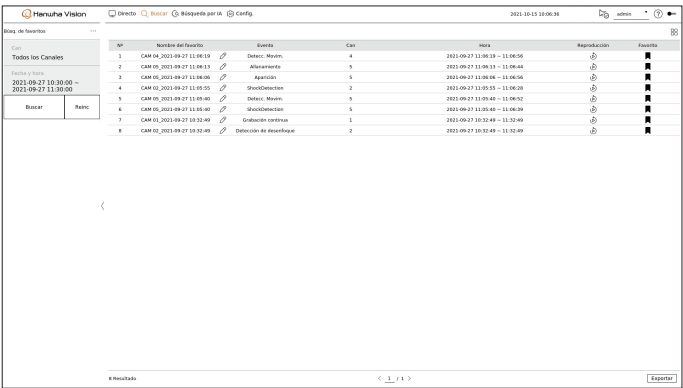 Hanwha Vision
Directo Buscar Búsqueda por IA Config. 2021-10-15 10:06:36 admin
Búsq. de favoritos ...
Can
Todos los Canales
Fecha y hora
2021-09-27 10:30:00 ~
2021-09-27 11:30:00
Buscar Reinc
Nº Nombre del favorito Evento Can Hora Reproducción Favorito
1 CAM 04_2021-09-27 11:06:19 Detecc. Movim. 4 2021-09-27 11:06:19 ~ 11:06:56
2 CAM 05_2021-09-27 11:06:13 Allanamiento 5 2021-09-27 11:06:13 ~ 11:06:44
3 CAM 05_2021-09-27 11:06:06 Aparición 5 2021-09-27 11:06:06 ~ 11:06:56
4 CAM 02_2021-09-27 11:05:55 ShockDetection 2 2021-09-27 11:05:55 ~ 11:06:28
5 CAM 05_2021-09-27 11:05:40 Detecc. Movim. 5 2021-09-27 11:05:40 ~ 11:06:52
6 CAM 05_2021-09-27 11:05:40 ShockDetection 5 2021-09-27 11:05:40 ~ 11:06:39
7 CAM 01_2021-09-27 10:32:49 Grabación continua 1 2021-09-27 10:32:49 ~ 11:32:49
8 CAM 02_2021-09-27 10:32:49 Detección de desenfoque 2 2021-09-27 10:32:49 ~ 11:32:49
8 Resultado < 1 / 1 > Exportar